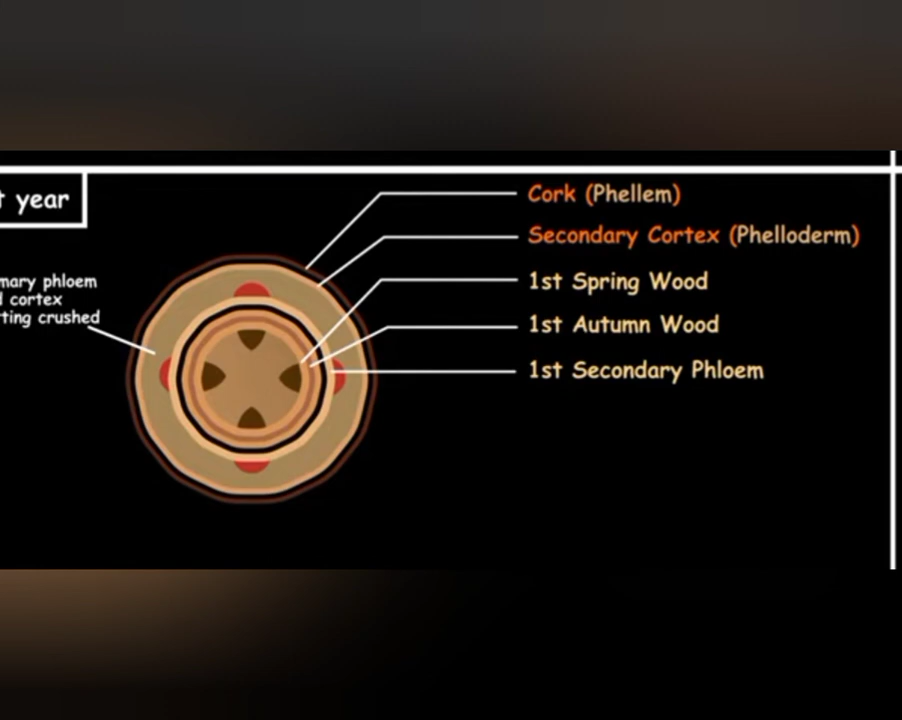 t year
Cork (Phellem)
Secondary Cortex (Phelloderm)
mary phloem
cortex
ting crushed
1st Spring Wood
1st Autumn Wood
1st Secondary Phloem